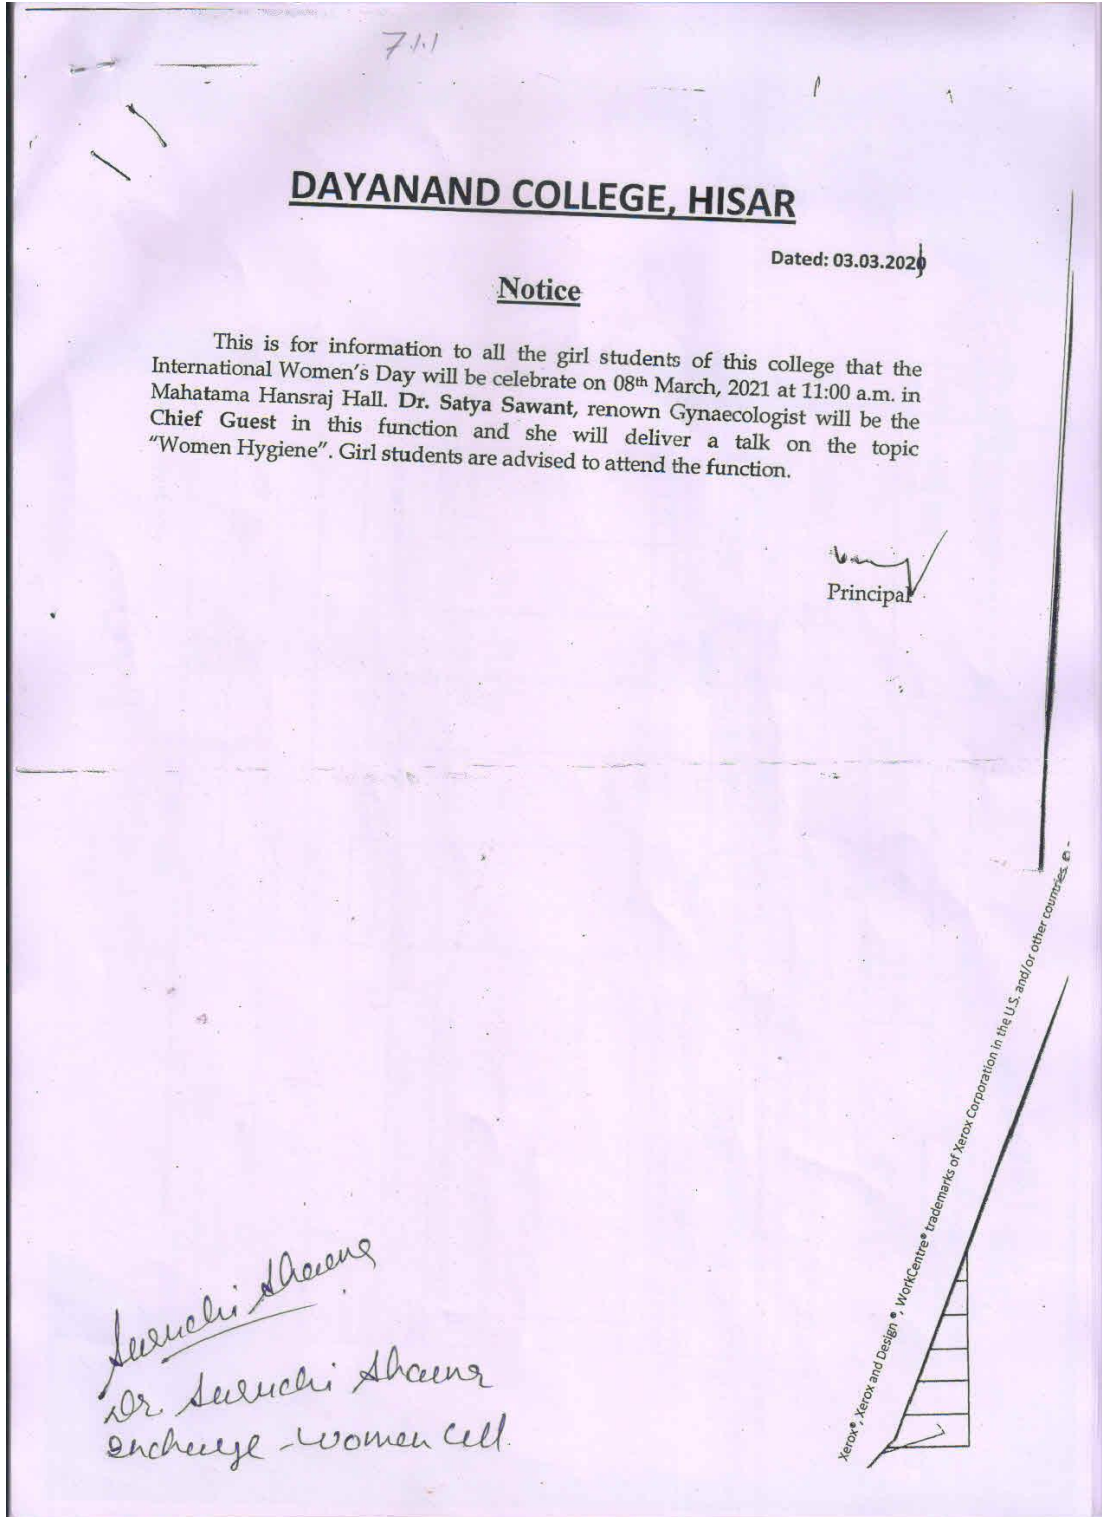 7.1.1
DAYANAND COLLEGE, HISAR
Dated: 03.03.2021
Notice
This is for information to all the girl students of this college that the
International Women's Day will be celebrate on 08th March, 2021 at 11:00 a.m. in
Mahatama Hansraj Hall. Dr. Satya Sawant, renown Gynaecologist will be the
Chief Guest in this function and she will deliver a talk on the topic
"Women Hygiene". Girl students are advised to attend the function.
Principal
Xerox®, Xerox and Design®, WorkCentre® trademarks of Xerox Corporation in the U.S. and/or other countries.
Suruchi Sharma
Dr. Suruchi Sharma
Incharge - Women Cell.